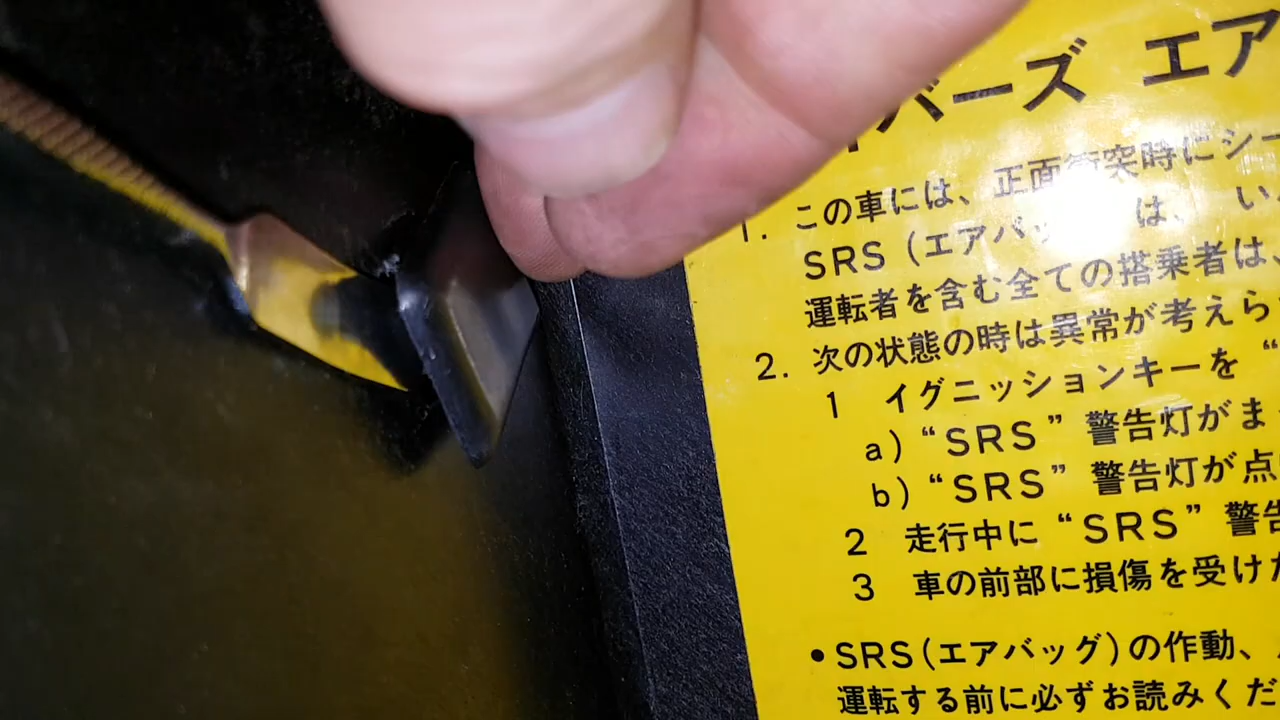 バーズ エア
1. この車には、正面衝突時にシー
SRS (エアバッ は、 い
運転者を含む全ての搭乗者は、
2. 次の状態の時は異常が考えら
1 イグニッションキーを “
a) “SRS” 警告灯がま
b) “SRS” 警告灯が点
2 走行中に “SRS” 警告
3 車の前部に損傷を受けた
•SRS(エアバッグ)の作動、
運転する前に必ずお読みくだ